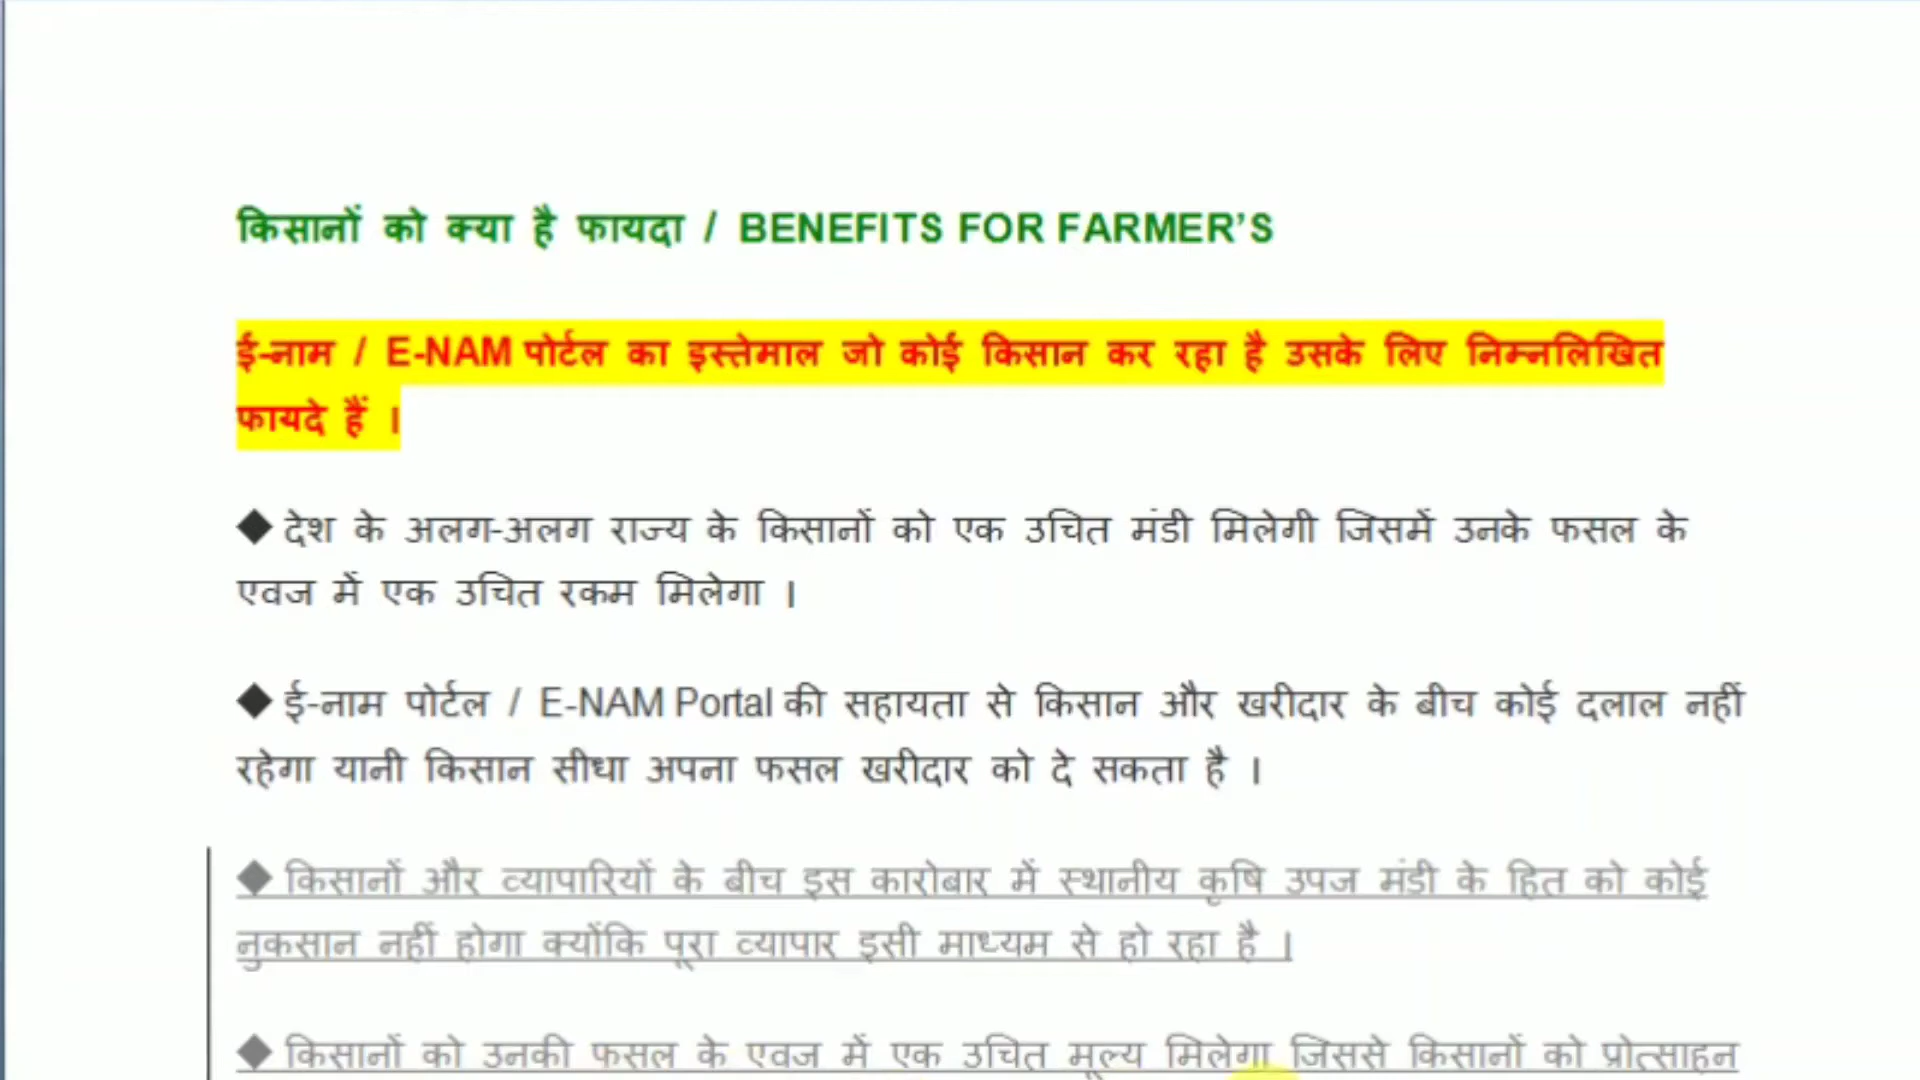 किसानों को क्या है फायदा / BENEFITS FOR FARMER’S
ई-नाम / E-NAM पोर्टल का इस्तेमाल जो कोई किसान कर रहा है उसके लिए निम्नलिखित
फायदे हैं ।
◆ देश के अलग-अलग राज्य के किसानों को एक उचित मंडी मिलेगी जिसमें उनके फसल के
एवज में एक उचित रकम मिलेगा ।
◆ ई-नाम पोर्टल / E-NAM Portal की सहायता से किसान और खरीदार के बीच कोई दलाल नहीं
रहेगा यानी किसान सीधा अपना फसल खरीदार को दे सकता है ।
◆ किसानों और व्यापारियों के बीच इस कारोबार में स्थानीय कृषि उपज मंडी के हित को कोई
नुकसान नहीं होगा क्योंकि पूरा व्यापार इसी माध्यम से हो रहा है ।
◆ किसानों को उनकी फसल के एवज में एक उचित मूल्य मिलेगा जिससे किसानों को प्रोत्साहन